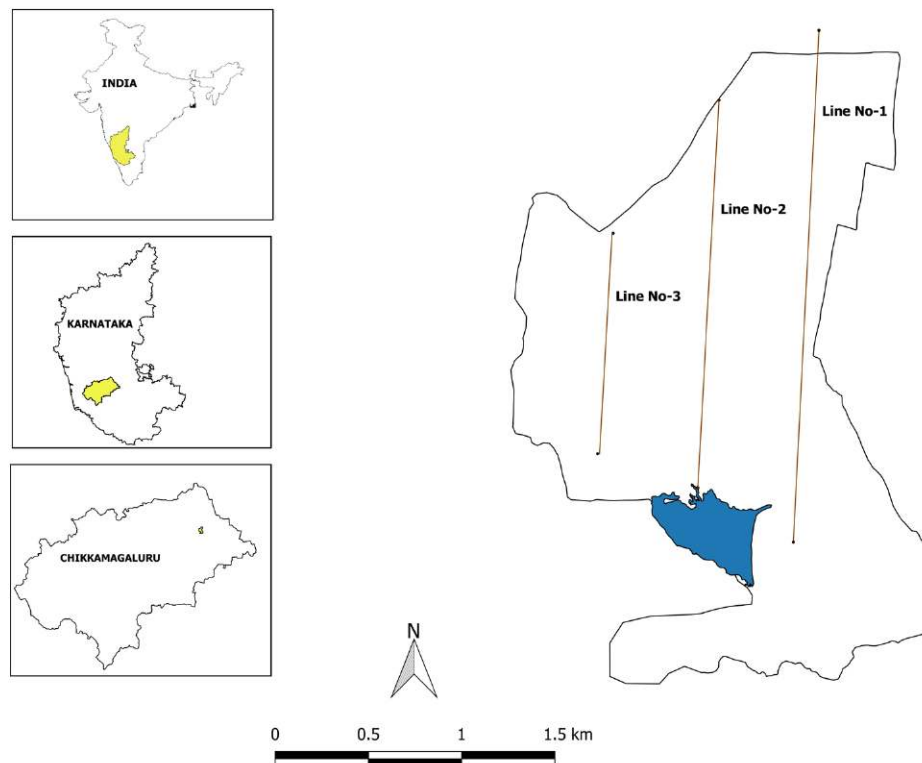 INDIA
KARNATAKA
CHIKKAMAGALURU
Line No-1
Line No-2
Line No-3
N
0 0.5 1 1.5 km